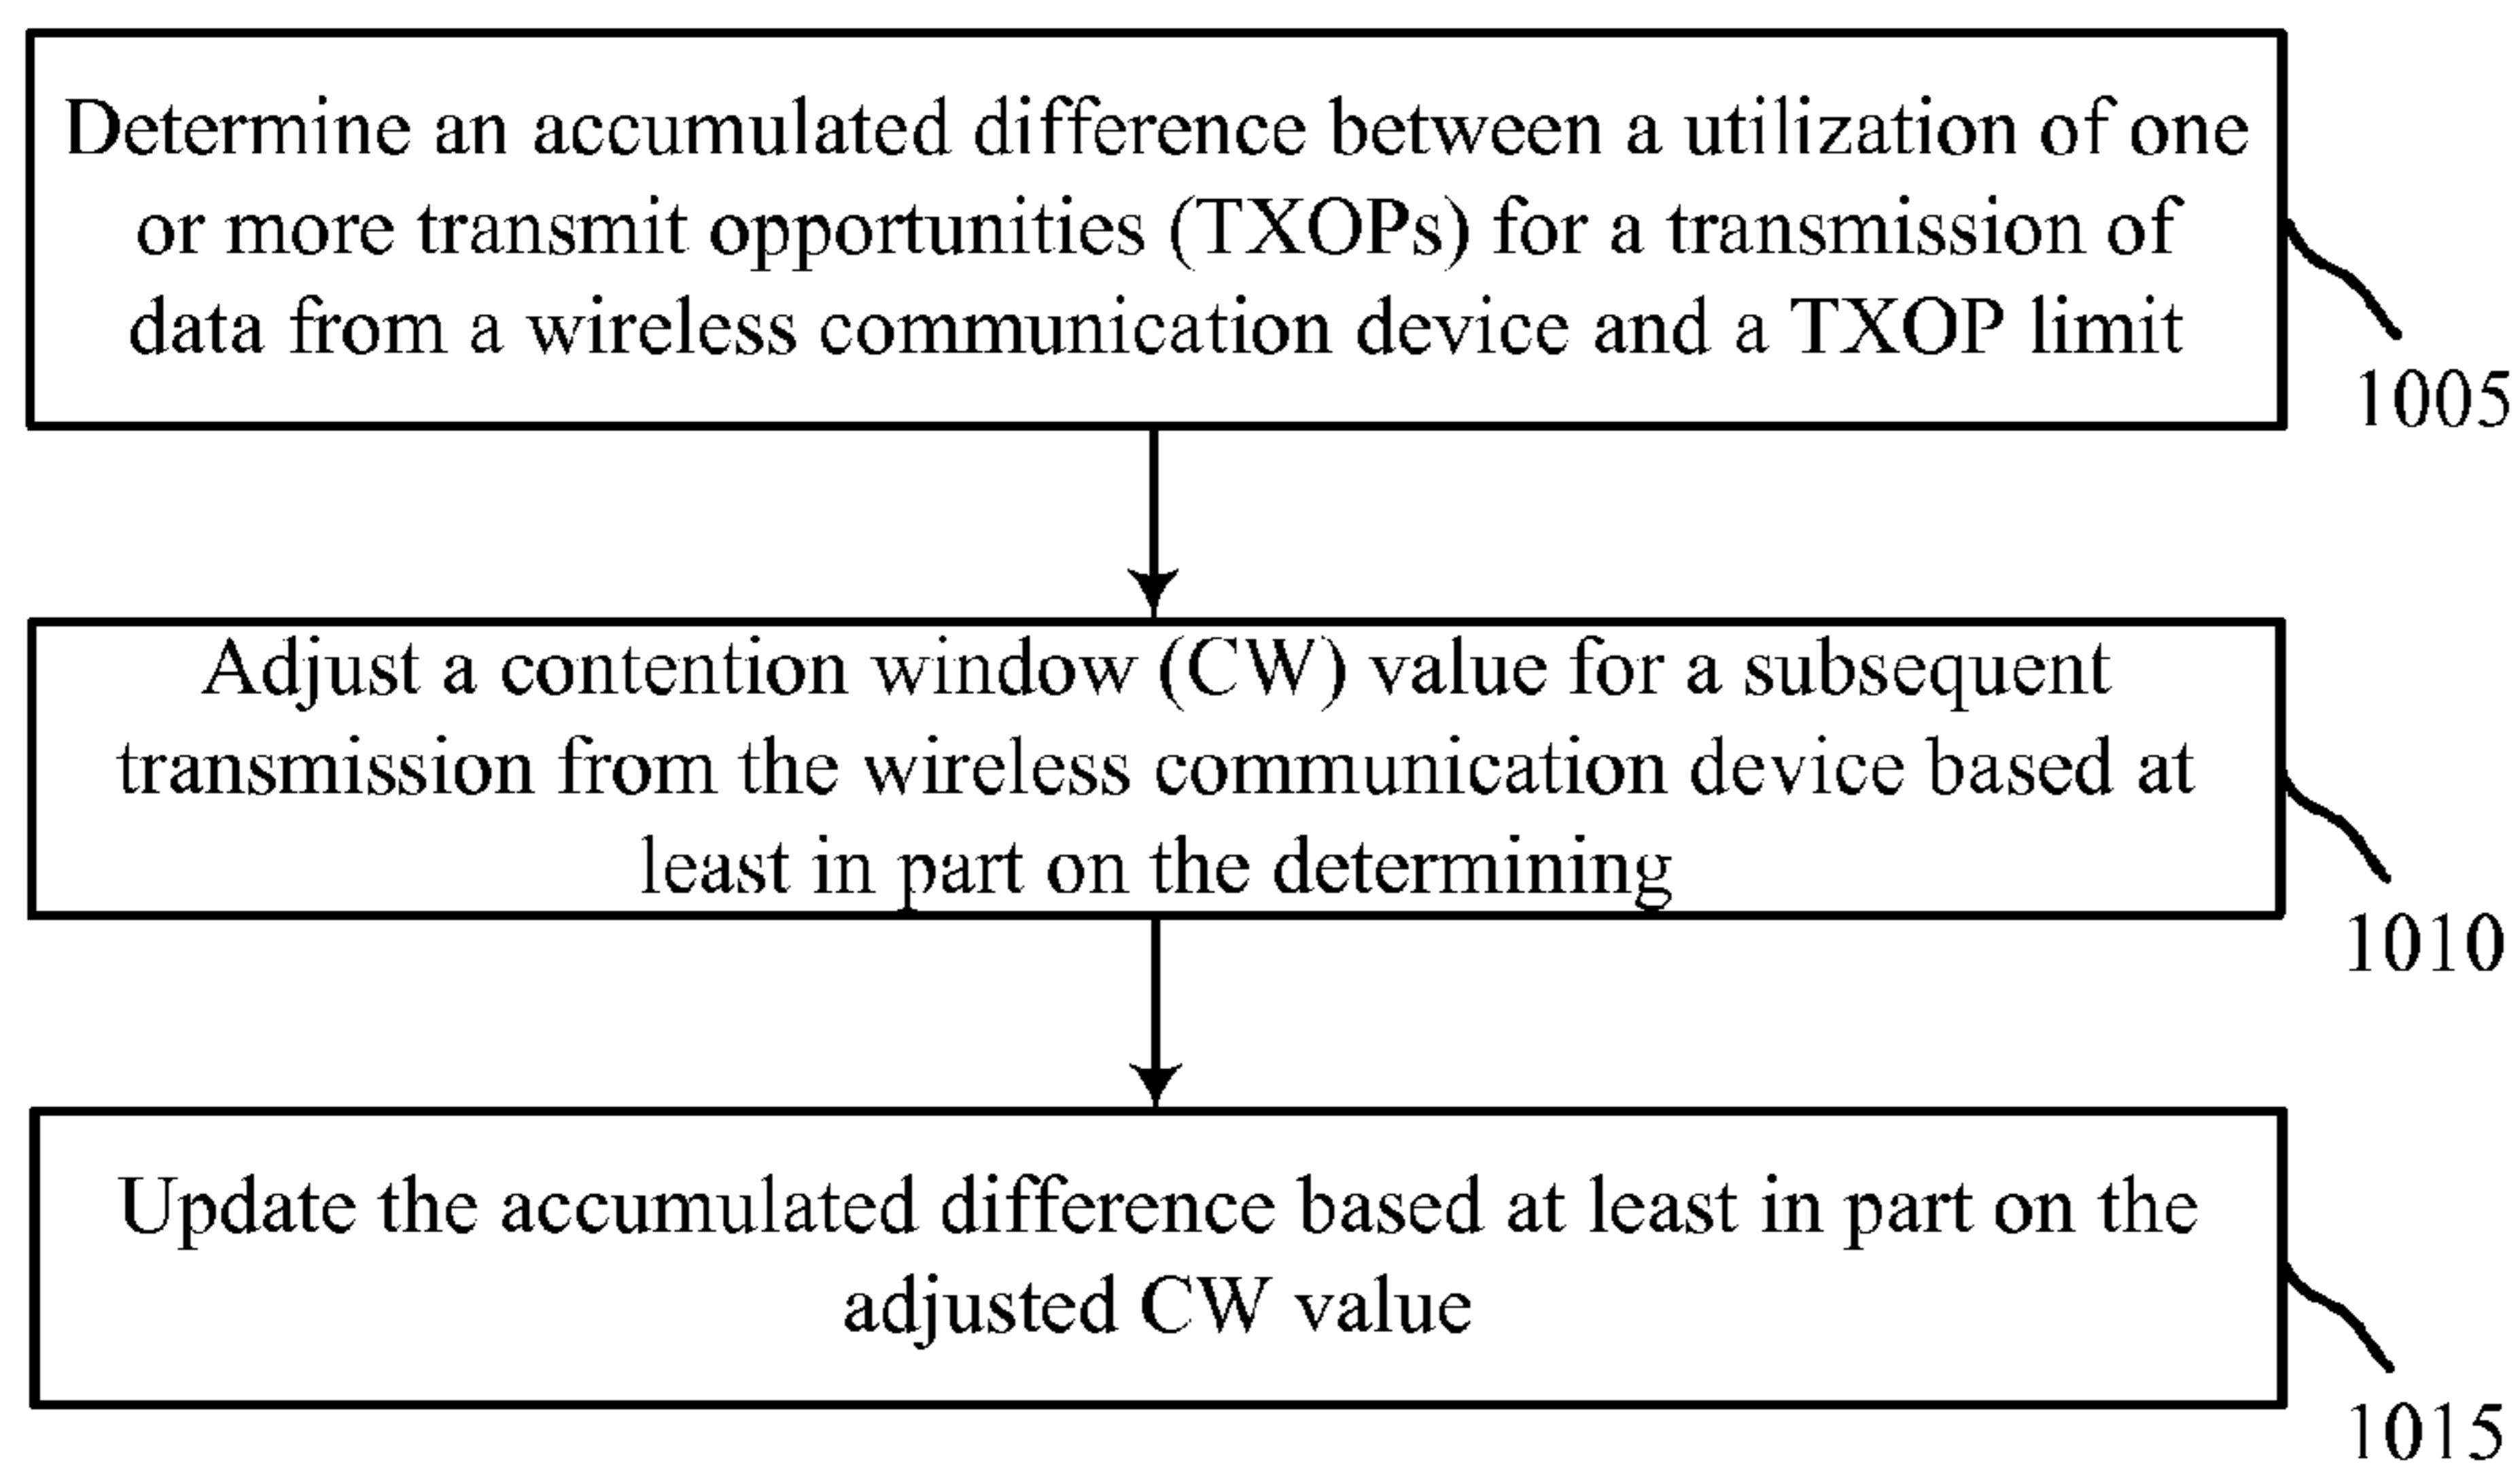 Determine an accumulated difference between a utilization of one
or more transmit opportunities (TXOPs) for a transmission of
data from a wireless communication device and a TXOP limit
1005
Adjust a contention window (CW) value for a subsequent
transmission from the wireless communication device based at
least in part on the determining
1010
Update the accumulated difference based at least in part on the
adjusted CW value
1015